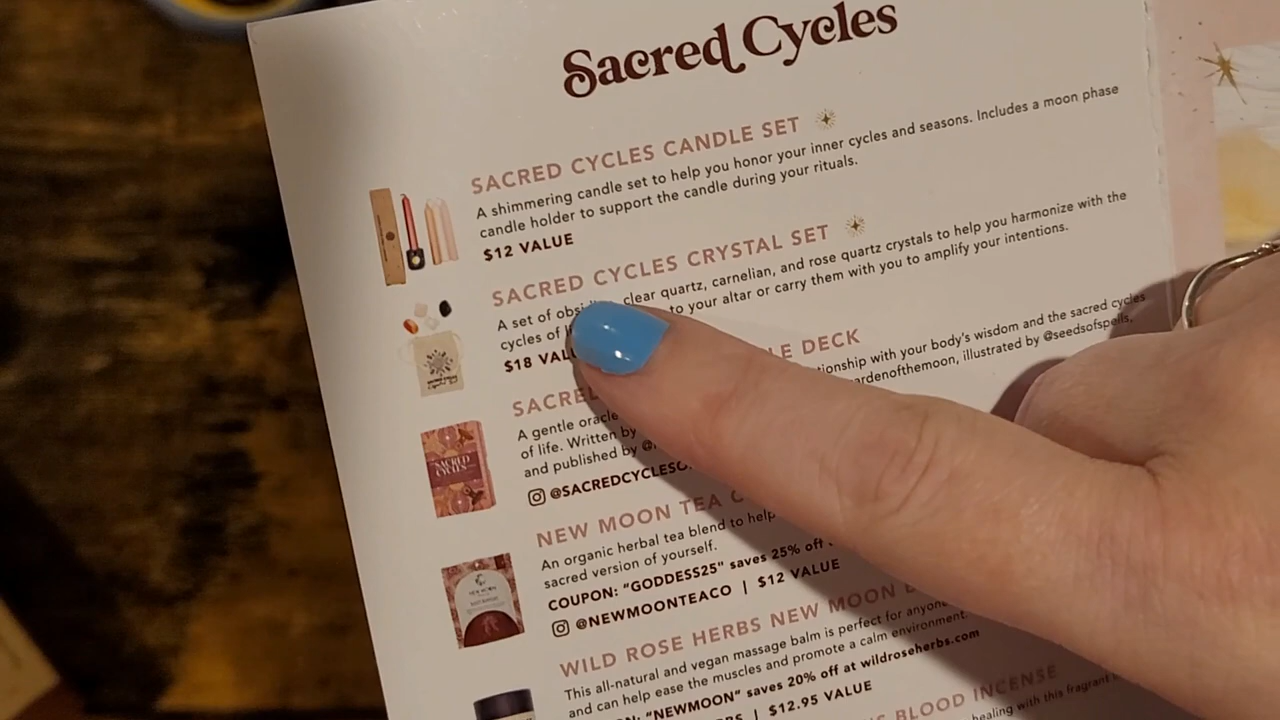 Sacred Cycles
SACRED CYCLES CANDLE SET
A shimmering candle set to help you honor your inner cycles and seasons. Includes a moon phase
candle holder to support the candle during your rituals.
$12 VALUE
SACRED CYCLES CRYSTAL SET
A set of clear quartz, carnelian, and rose quartz crystals to help you harmonize with the
cycles of to your altar or carry them with you to amplify your intentions.
$18
DECK
A gentle oracle with your body's wisdom and the sacred cycles
of life. Written by illustrated by @seedsofspells,
and published by
NEW MOON TEA
An organic herbal tea blend to help
sacred version of yourself.
COUPON: "GODDESS25" saves 25% off
@NEWMOONTEACO | $12 VALUE
WILD ROSE HERBS NEW MOON
This all-natural and vegan massage balm is perfect for anyone
and can help ease the muscles and promote a calm environment.
"NEWMOON" saves 20% off at wildroseherbs.com
| $12.95 VALUE
BLOOD INCENSE
healing with this fragrant
SACRED
CYCLES